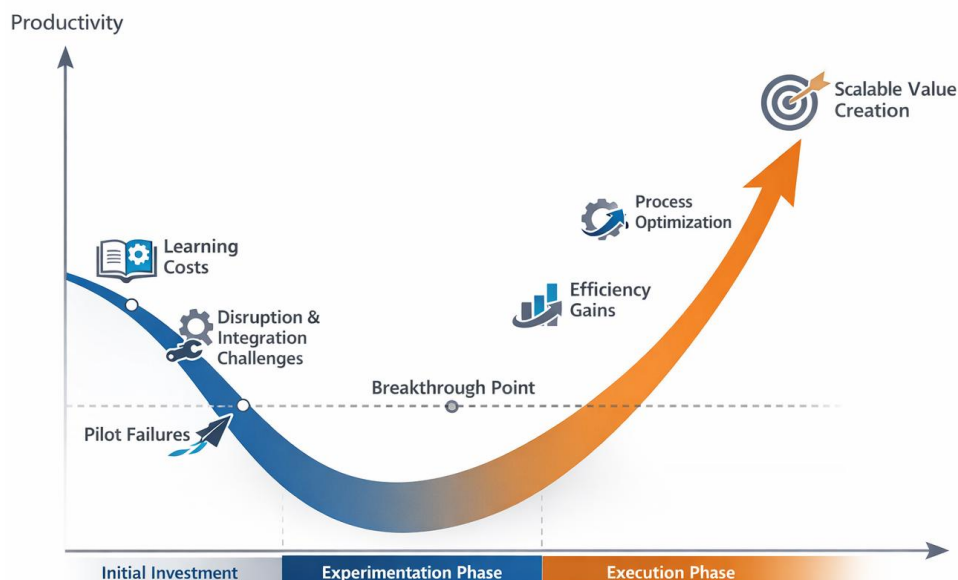 Productivity
Scalable Value
Creation
Process
Optimization
Learning
Costs
Efficiency
Gains
Disruption &
Integration
Challenges
Breakthrough Point
Pilot Failures
Initial Investment
Experimentation Phase
Execution Phase